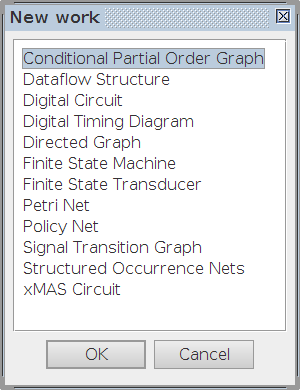 New work
Conditional Partial Order Graph
Dataflow Structure
Digital Circuit
Digital Timing Diagram
Directed Graph
Finite State Machine
Finite State Transducer
Petri Net
Policy Net
Signal Transition Graph
Structured Occurrence Nets
xMAS Circuit
OK Cancel